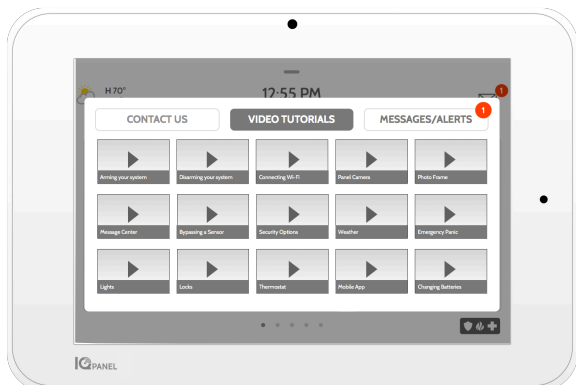 H 70°
12:55 PM
1
CONTACT US
VIDEO TUTORIALS
MESSAGES/ALERTS
1
Arming your system
Disarming your system
Connecting Wi-Fi
Panel Camera
Photo Frame
Message Center
Bypassing a Sensor
Security Options
Weather
Emergency Panic
Lights
Locks
Thermostat
Mobile App
Changing Batteries
IQ PANEL